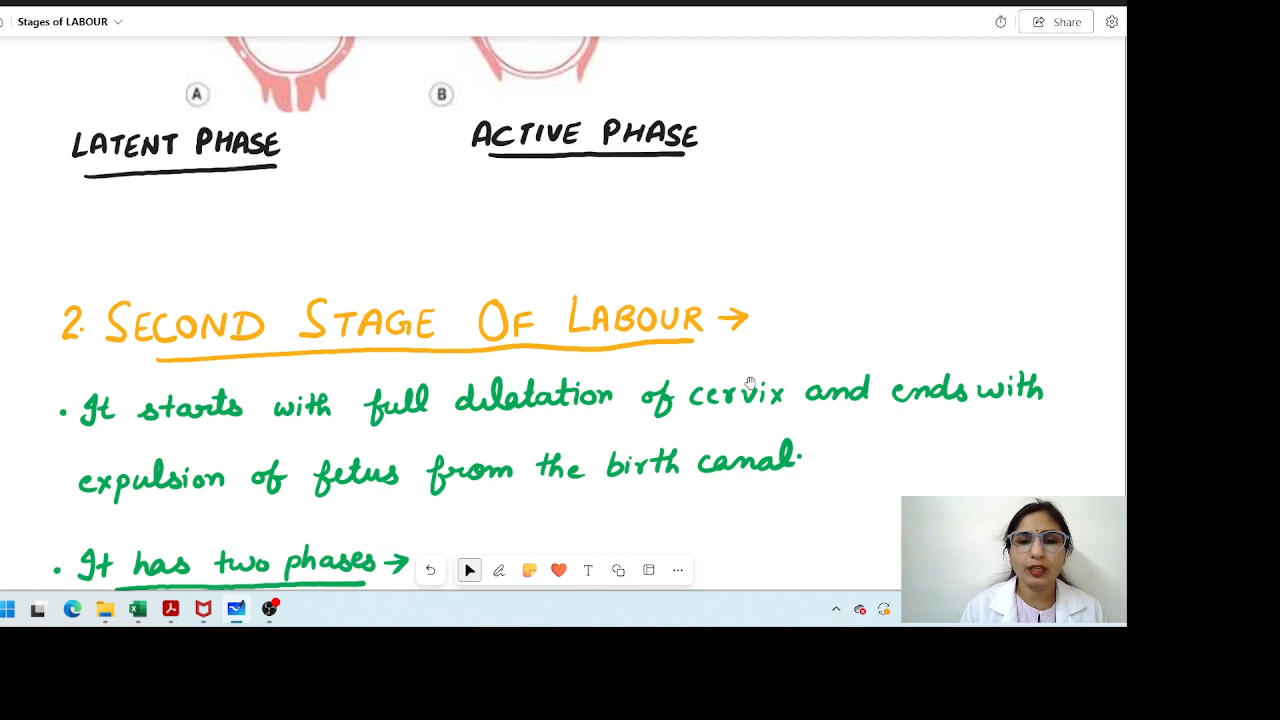 Stages of LABOUR
Share
A
B
LATENT PHASE
ACTIVE PHASE
2. SECOND STAGE OF LABOUR →
. It starts with full dilatation of cervix and ends with
expulsion of fetus from the birth canal.
. It has two phases →
T